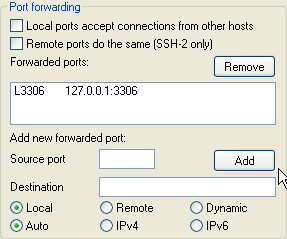 Port forwarding
Local ports accept connections from other hosts
Remote ports do the same (SSH-2 only)
Forwarded ports:
Remove
L3306 127.0.0.1:3306
Add new forwarded port:
Source port
Add
Destination
Local Remote Dynamic
Auto IPv4 IPv6